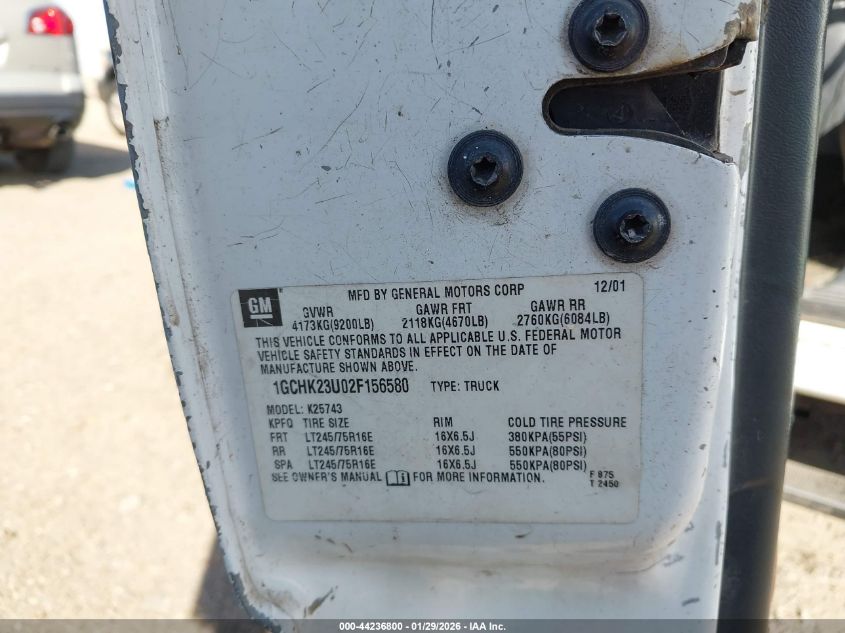 GM
MFD BY GENERAL MOTORS CORP 12/01
GVWR GAWR FRT GAWR RR
4173KG(9200LB) 2118KG(4670LB) 2760KG(6084LB)
THIS VEHICLE CONFORMS TO ALL APPLICABLE U.S. FEDERAL MOTOR
VEHICLE SAFETY STANDARDS IN EFFECT ON THE DATE OF
MANUFACTURE SHOWN ABOVE.
1GCHK23U02F156580 TYPE: TRUCK
MODEL: K25743
KPFQ TIRE SIZE RIM COLD TIRE PRESSURE
FRT LT245/75R16E 16X6.5J 380KPA(55PSI)
RR LT245/75R16E 16X6.5J 550KPA(80PSI)
SPA LT245/75R16E 16X6.5J 550KPA(80PSI)
SEE OWNER'S MANUAL FOR MORE INFORMATION.
F 875
T 2450
000-44236800 - 01/29/2026 - IAA Inc.